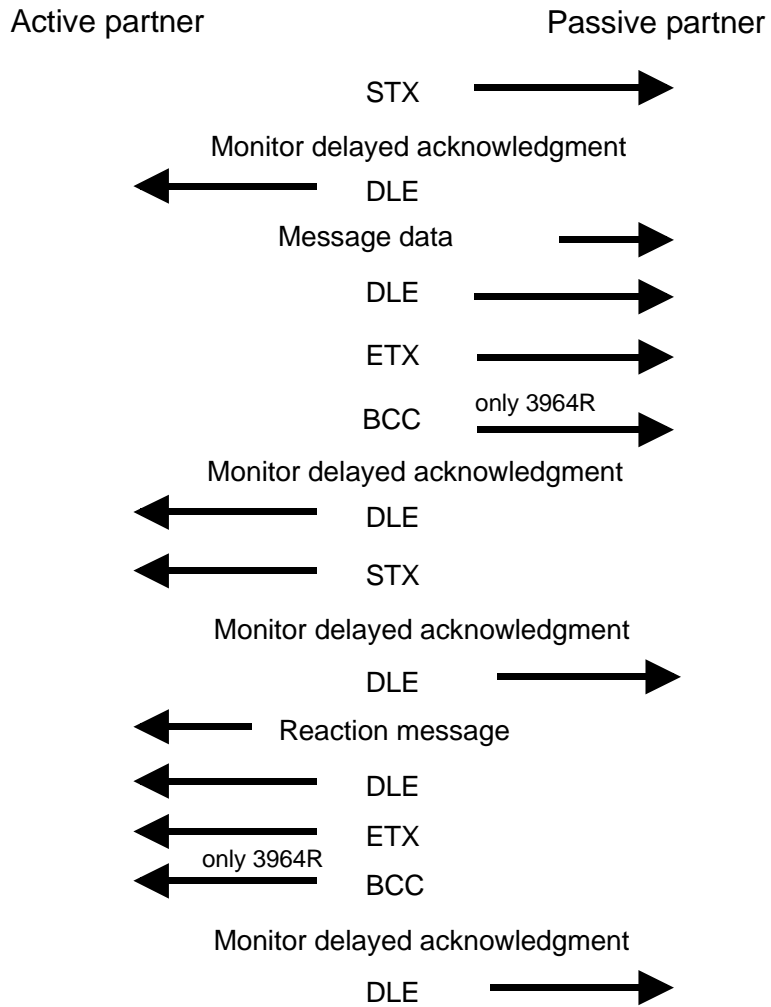 Active partner Passive partner
STX
Monitor delayed acknowledgment
DLE
Message data
DLE
ETX
only 3964R
BCC
Monitor delayed acknowledgment
DLE
STX
Monitor delayed acknowledgment
DLE
Reaction message
DLE
ETX
only 3964R
BCC
Monitor delayed acknowledgment
DLE